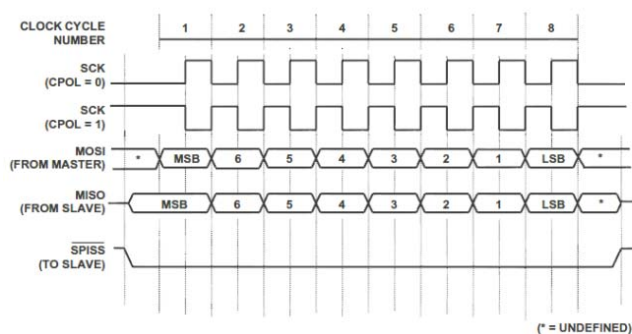 CLOCK CYCLE 1 2 3 4 5 6 7 8
NUMBER
SCK
(CPOL = 0)
SCK
(CPOL = 1)
MOSI * MSB 6 5 4 3 2 1 LSB *
(FROM MASTER)
MISO MSB 6 5 4 3 2 1 LSB *
(FROM SLAVE)
SPISS
(TO SLAVE)
(* = UNDEFINED)